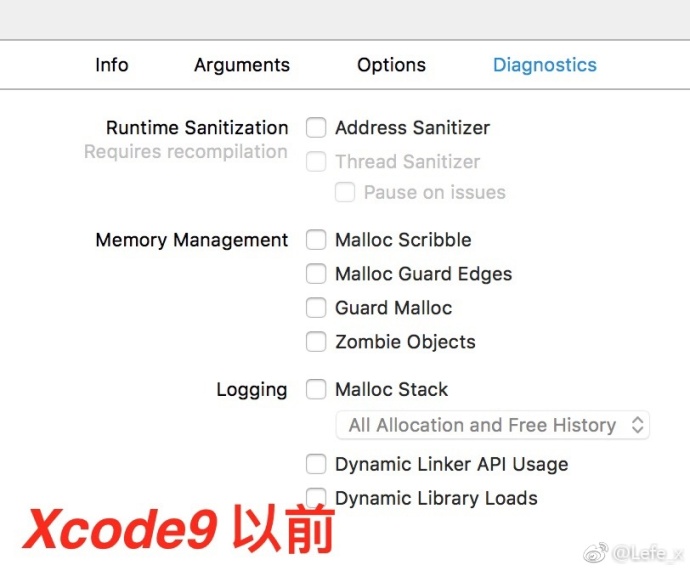 Info Arguments Options Diagnostics
Runtime Sanitization Address Sanitizer
Requires recompilation Thread Sanitizer
Pause on issues
Memory Management Malloc Scribble
Malloc Guard Edges
Guard Malloc
Zombie Objects
Logging Malloc Stack
All Allocation and Free History
Dynamic Linker API Usage
Dynamic Library Loads
Xcode9 以前
@Lefe_x